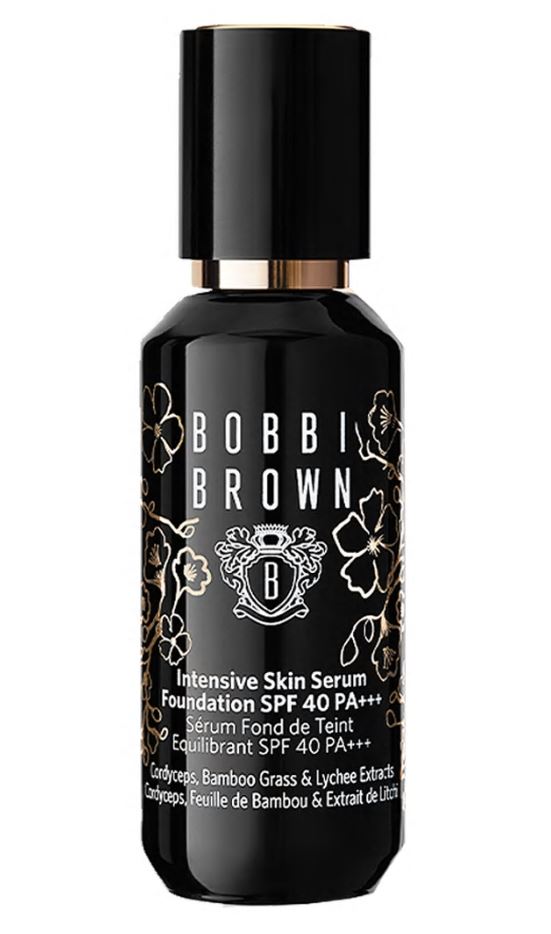 BOBBI
BROWN
B
Intensive Skin Serum
Foundation SPF 40 PA+++
Sérum Fond de Teint
Equilibrant SPF 40 PA+++
Cordyceps, Bamboo Grass & Lychee Extracts
Cordyceps, Feuille de Bambou & Extrait de Litchi